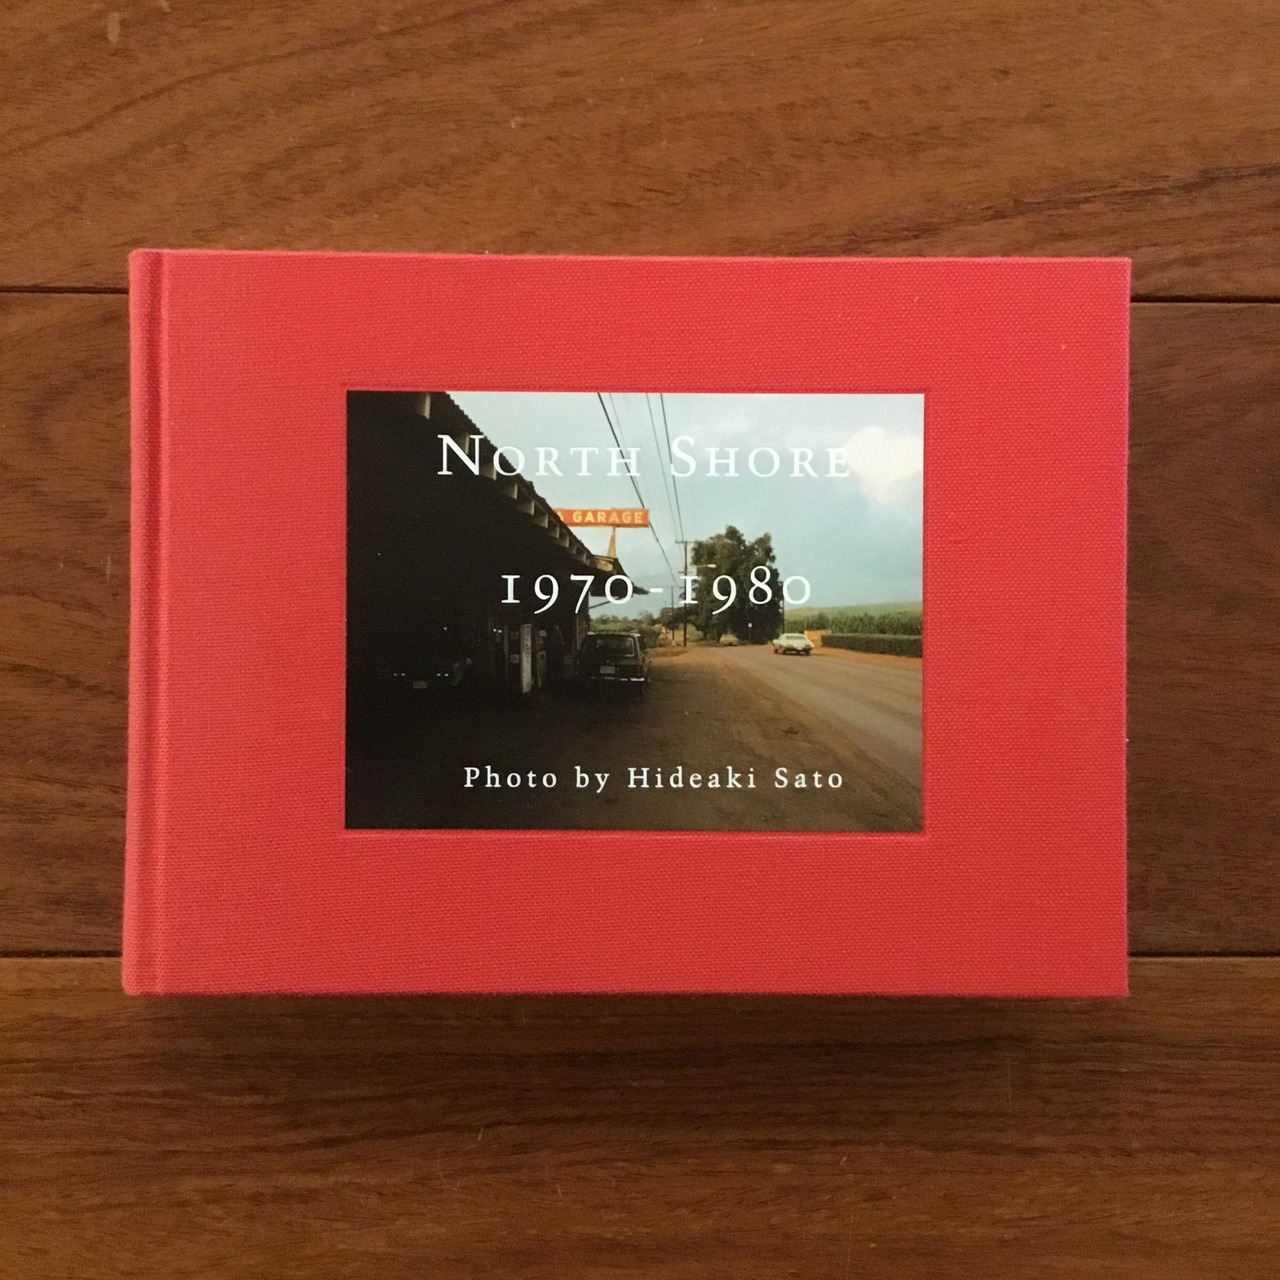 North Shore
GARAGE
1970-1980
Photo by Hideaki Sato